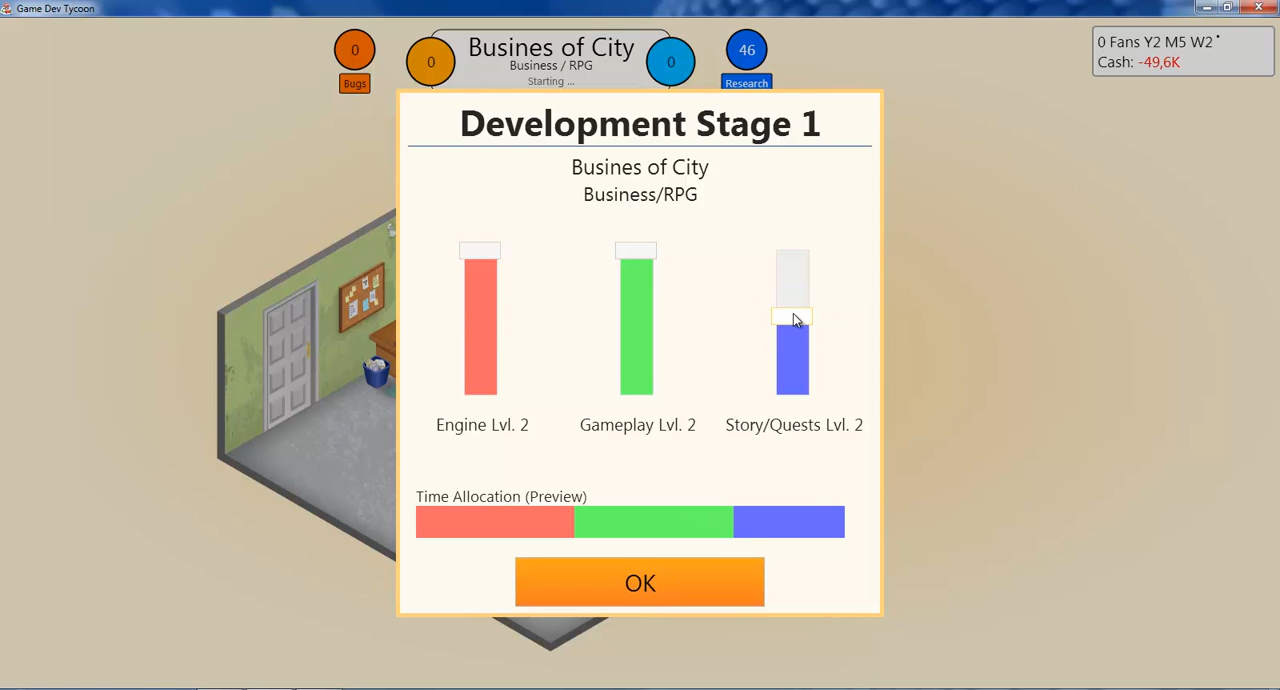 Game Dev Tycoon
0
Bugs
0
Busines of City
Business / RPG
Starting ...
0
46
Research
0 Fans Y2 M5 W2
Cash: -49,6K
Development Stage 1
Busines of City
Business/RPG
Engine Lvl. 2
Gameplay Lvl. 2
Story/Quests Lvl. 2
Time Allocation (Preview)
OK